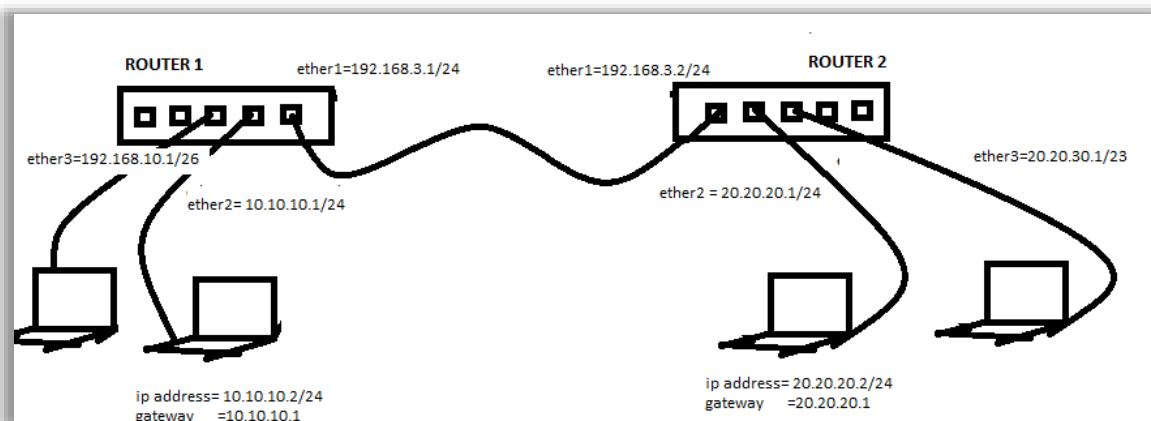 ROUTER 1
ether1=192.168.3.1/24
ether1=192.168.3.2/24
ROUTER 2
ether3=192.168.10.1/26
ether2= 10.10.10.1/24
ether2 = 20.20.20.1/24
ether3=20.20.30.1/23
ip address= 10.10.10.2/24
gateway =10.10.10.1
ip address= 20.20.20.2/24
gateway =20.20.20.1